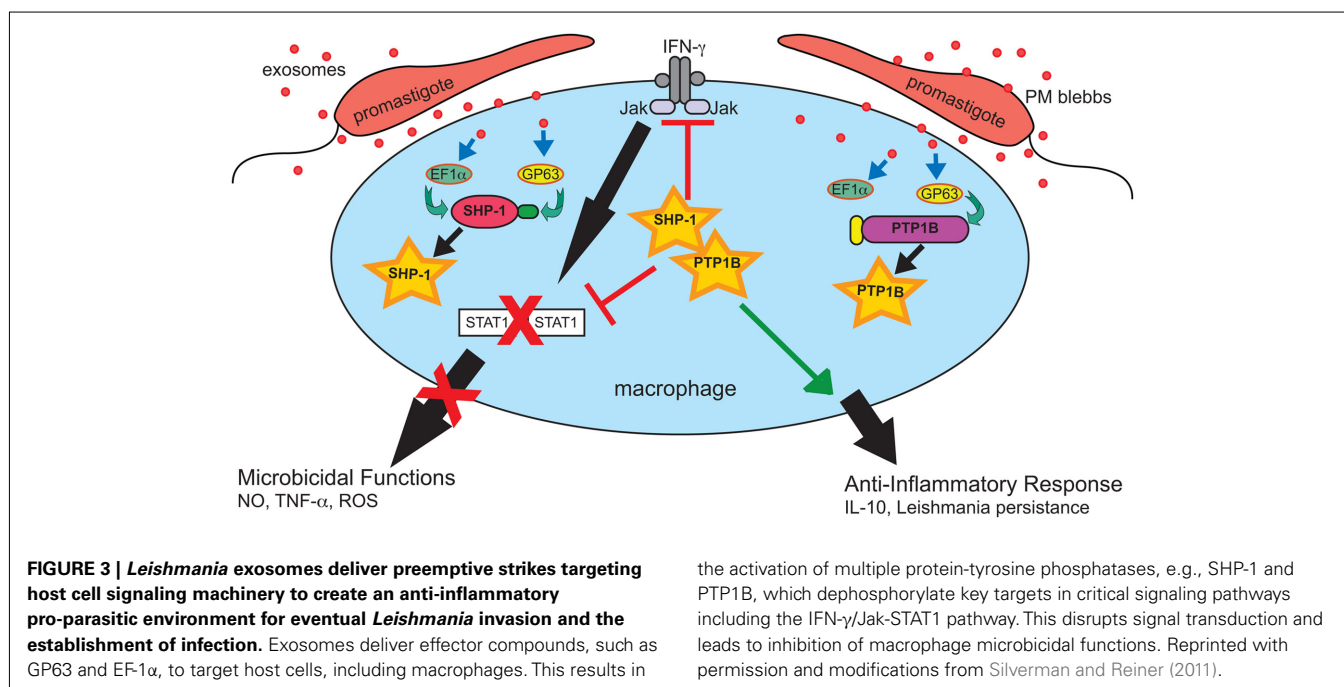 IFN-γ
exosomes
promastigote
Jak
Jak
promastigote
PM blebbs
EF1α
GP63
SHP-1
SHP-1
SHP-1
PTP1B
EF1α
GP63
PTP1B
PTP1B
STAT1
STAT1
macrophage
Microbicidal Functions
NO, TNF-α, ROS
Anti-Inflammatory Response
IL-10, Leishmania persistance
FIGURE 3 | Leishmania exosomes deliver preemptive strikes targeting
host cell signaling machinery to create an anti-inflammatory
pro-parasitic environment for eventual Leishmania invasion and the
establishment of infection. Exosomes deliver effector compounds, such as
GP63 and EF-1α, to target host cells, including macrophages. This results in
the activation of multiple protein-tyrosine phosphatases, e.g., SHP-1 and
PTP1B, which dephosphorylate key targets in critical signaling pathways
including the IFN-γ/Jak-STAT1 pathway. This disrupts signal transduction and
leads to inhibition of macrophage microbicidal functions. Reprinted with
permission and modifications from Silverman and Reiner (2011).